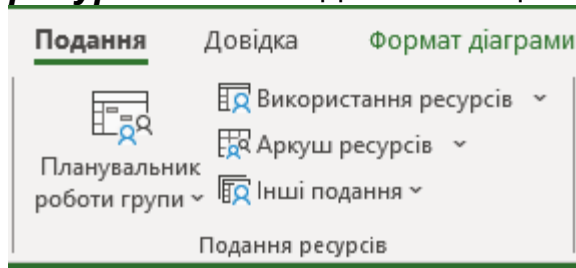 Подання Довідка Формат діаграми
Використання ресурсів
Аркуш ресурсів
Інші подання
Планувальник
роботи групи
Подання ресурсів